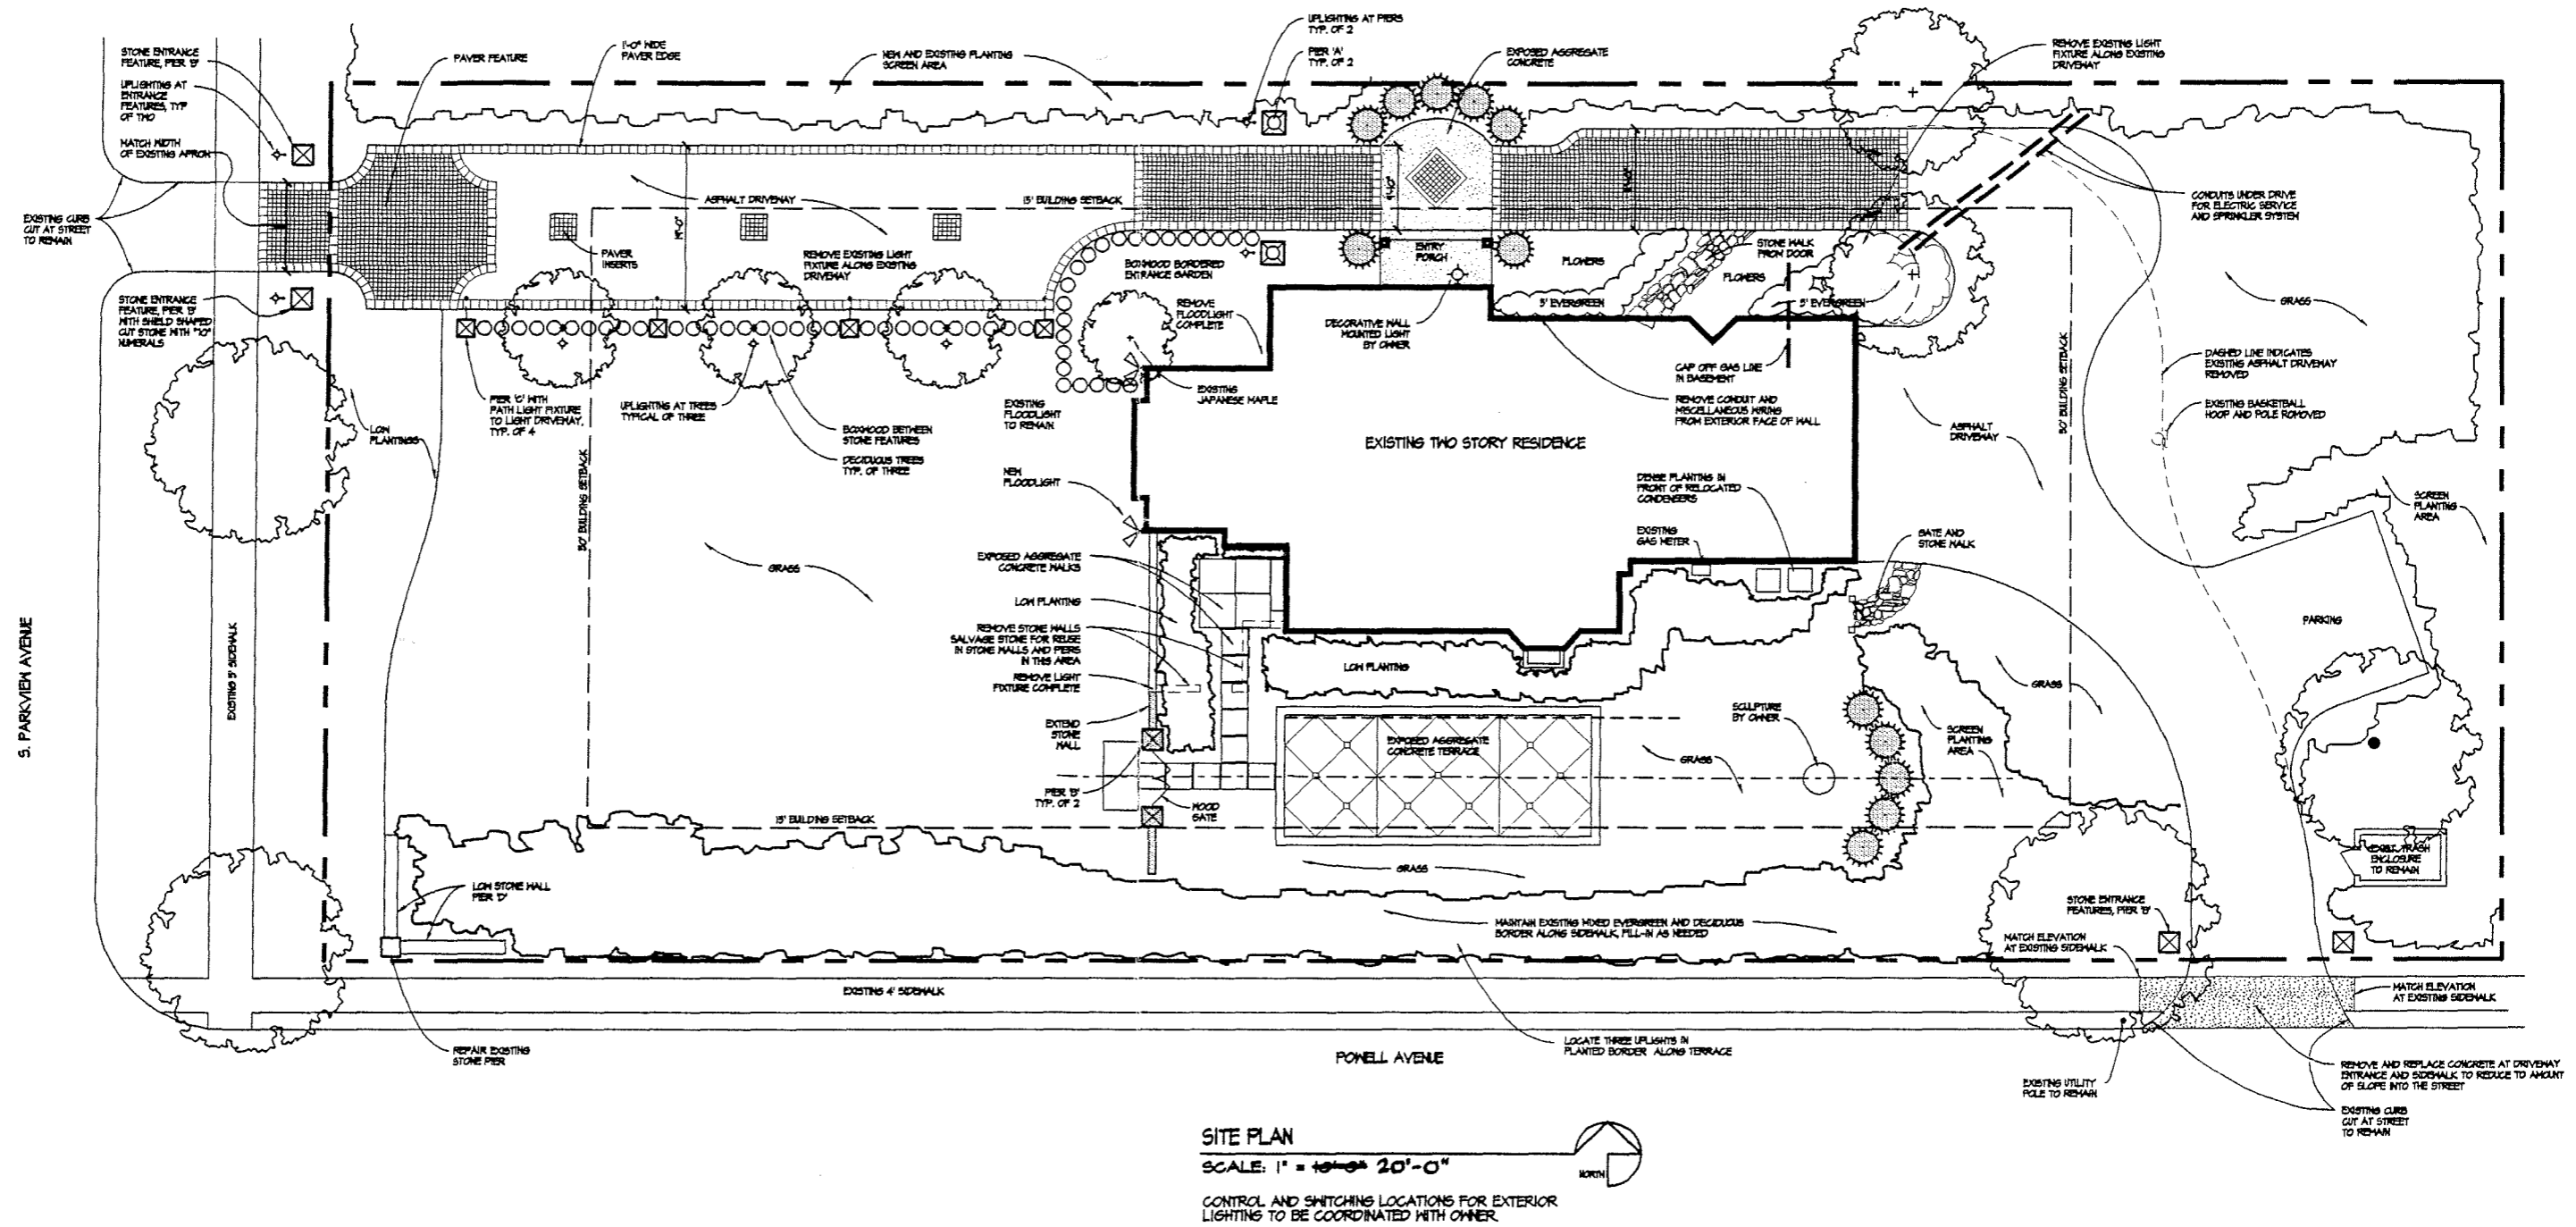 UPLIGHTING AT PIERS
TYP. OF 2
PIER 'A'
TYP. OF 2
EXPOSED AGGREGATE
CONCRETE
REMOVE EXISTING LIGHT
FIXTURE ALONG EXISTING
DRIVEWAY
STONE ENTRANCE
FEATURE, PIER 'B'
UPLIGHTING AT
ENTRANCE
FEATURES, TYP
OF TWO
MATCH WIDTH
OF EXISTING APRON
PAVER FEATURE
1'-0" WIDE
PAVER EDGE
NEW AND EXISTING PLANTING
SCREEN AREA
EXISTING CURB
CUT AT STREET
TO REMAIN
ASPHALT DRIVEWAY
15' BUILDING SETBACK
CONDUITS UNDER DRIVE
FOR ELECTRIC SERVICE
AND SPRINKLER SYSTEM
PAVER
INSERTS
REMOVE EXISTING LIGHT
FIXTURE ALONG EXISTING
DRIVEWAY
BOXWOOD BORDERED
ENTRANCE GARDEN
ENTRY
PORCH
FLOWERS
STONE WALK
FROM DOOR
FLOWERS
3' EVERGREEN
3' EVERGREEN
STONE ENTRANCE
FEATURE, PIER 'B'
WITH SHIELD SHAPED
CUT STONE WITH "10"
NUMERALS
REMOVE
FLOODLIGHT
COMPLETE
DECORATIVE WALL
MOUNTED LIGHT
BY OWNER
GRASS
DASHED LINE INDICATES
EXISTING ASPHALT DRIVEWAY
REMOVED
CAP OFF GAS LINE
IN BASEMENT
EXISTING
JAPANESE MAPLE
PIER 'C' WITH
PATH LIGHT FIXTURE
TO LIGHT DRIVEWAY,
TYP. OF 4
UPLIGHTING AT TREES
TYPICAL OF THREE
EXISTING
FLOODLIGHT
TO REMAIN
REMOVE CONDUIT AND
MISCELLANEOUS WIRING
FROM EXTERIOR FACE OF WALL
EXISTING BASKETBALL
HOOP AND POLE ROMOVED
LOW
PLANTINGS
BOXWOOD BETWEEN
STONE FEATURES
DECIDUOUS TREES
TYP. OF THREE
EXISTING TWO STORY RESIDENCE
ASPHALT
DRIVEWAY
30' BUILDING SETBACK
50' BUILDING SETBACK
NEW
FLOODLIGHT
DENSE PLANTING IN
FRONT OF RELOCATED
CONDENSERS
SCREEN
PLANTING
AREA
EXISTING
GAS METER
GATE AND
STONE WALK
GRASS
EXPOSED AGGREGATE
CONCRETE WALKS
LOW PLANTING
REMOVE STONE WALLS
SALVAGE STONE FOR REUSE
IN STONE WALLS AND PIERS
IN THIS AREA
REMOVE LIGHT
FIXTURE COMPLETE
PARKING
LOW PLANTING
GRASS
S. PARKVIEW AVENUE
EXISTING 5' SIDEWALK
EXTEND
STONE
WALL
SCULPTURE
BY OWNER
SCREEN
PLANTING
AREA
EXPOSED AGGREGATE
CONCRETE TERRACE
GRASS
PIER 'B'
TYP. OF 2
WOOD
GATE
15' BUILDING SETBACK
GRASS
EXIST. TRASH
ENCLOSURE
TO REMAIN
LOW STONE WALL
PIER 'D'
STONE ENTRANCE
FEATURES, PIER 'B'
MAINTAIN EXISTING MIXED EVERGREEN AND DECIDUOUS
BORDER ALONG SIDEWALK, FILL-IN AS NEEDED
MATCH ELEVATION
AT EXISTING SIDEWALK
EXISTING 4' SIDEWALK
MATCH ELEVATION
AT EXISTING SIDEWALK
REPAIR EXISTING
STONE PIER
POWELL AVENUE
LOCATE THREE UPLIGHTS IN
PLANTED BORDER ALONG TERRACE
REMOVE AND REPLACE CONCRETE AT DRIVEWAY
ENTRANCE AND SIDEWALK TO REDUCE TO AMOUNT
OF SLOPE INTO THE STREET
EXISTING UTILITY
POLE TO REMAIN
EXISTING CURB
CUT AT STREET
TO REMAIN
SITE PLAN
NORTH
SCALE: 1" = 20'-0"
CONTROL AND SWITCHING LOCATIONS FOR EXTERIOR
LIGHTING TO BE COORDINATED WITH OWNER